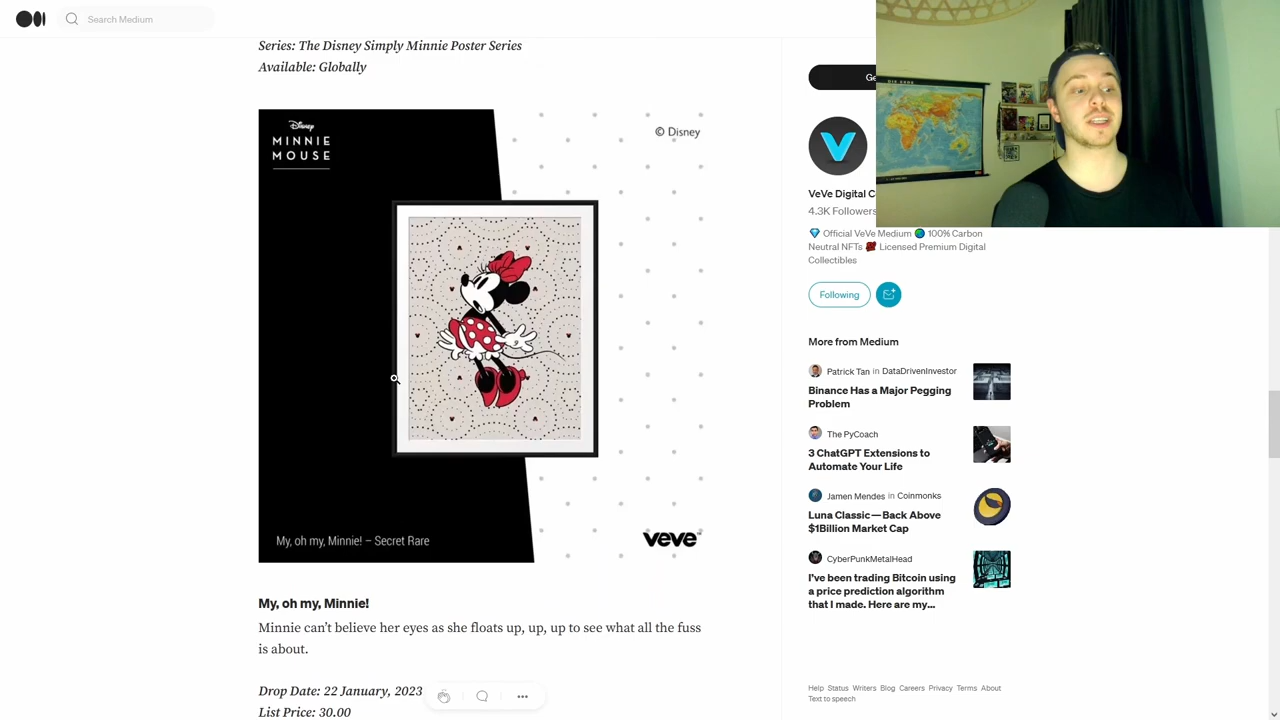 Search Medium
Series: The Disney Simply Minnie Poster Series
Available: Globally
Disney
MINNIE
MOUSE
© Disney
My, oh my, Minnie! – Secret Rare
veve
My, oh my, Minnie!
Minnie can’t believe her eyes as she floats up, up, up to see what all the fuss
is about.
Drop Date: 22 January, 2023
List Price: 30.00
Ge
V
VeVe Digital C
4.3K Followers
Official VeVe Medium 100% Carbon
Neutral NFTs Licensed Premium Digital
Collectibles
Following
More from Medium
Patrick Tan in DataDrivenInvestor
Binance Has a Major Pegging
Problem
The PyCoach
3 ChatGPT Extensions to
Automate Your Life
Jamen Mendes in Coinmonks
Luna Classic — Back Above
$1Billion Market Cap
CyberPunkMetalHead
I’ve been trading Bitcoin using
a price prediction algorithm
that I made. Here are my…
Help Status Writers Blog Careers Privacy Terms About
Text to speech